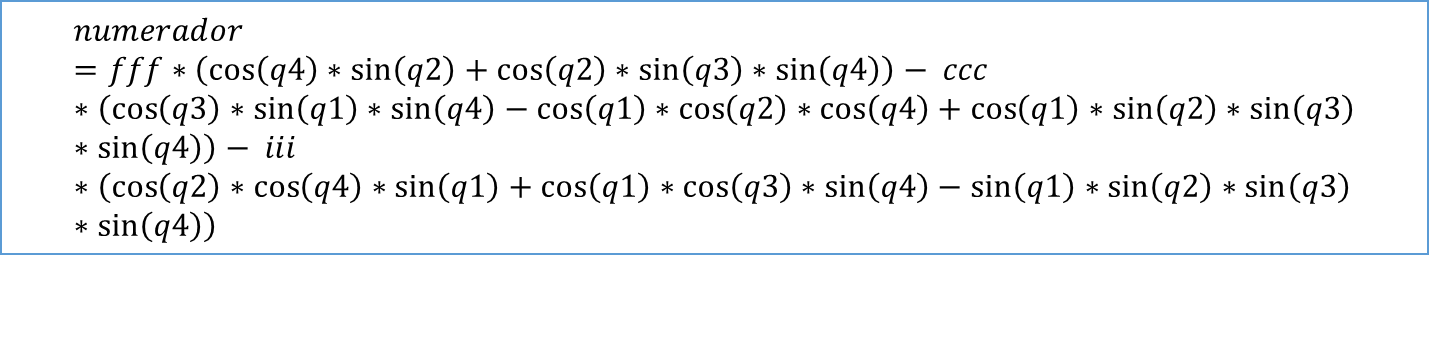 numerador
= fff ∗ (cos(q4) ∗ sin(q2) + cos(q2) ∗ sin(q3) ∗ sin(q4)) − ccc
∗ (cos(q3) ∗ sin(q1) ∗ sin(q4) − cos(q1) ∗ cos(q2) ∗ cos(q4) + cos(q1) ∗ sin(q2) ∗ sin(q3)
∗ sin(q4)) − iii
∗ (cos(q2) ∗ cos(q4) ∗ sin(q1) + cos(q1) ∗ cos(q3) ∗ sin(q4) − sin(q1) ∗ sin(q2) ∗ sin(q3)
∗ sin(q4))